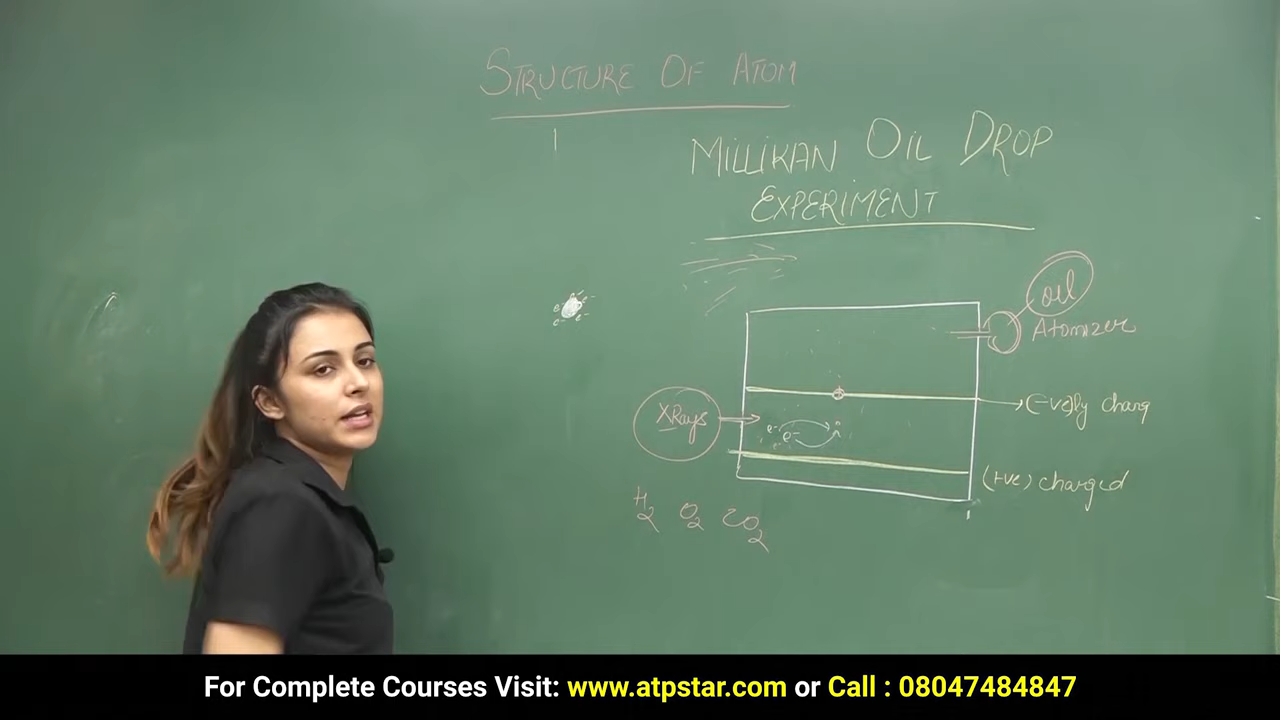 STRUCTURE OF ATOM
MILLIKAN OIL DROP
EXPERIMENT
oil
Atomizer
(-ve)ly charg
XRays
e-
e-
(+ve) charged
H2 O2 CO2
For Complete Courses Visit: www.atpstar.com or Call : 08047484847